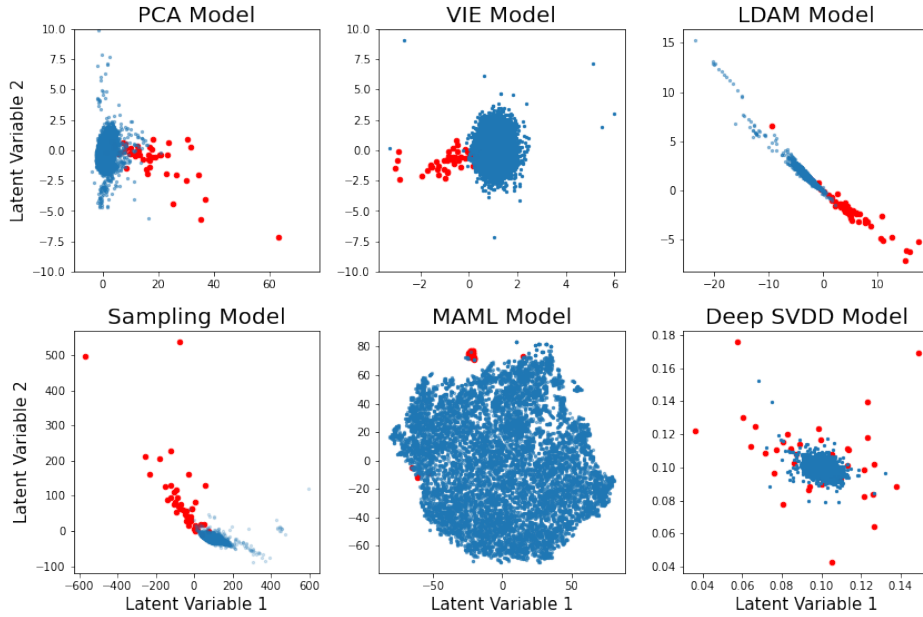 PCA Model
VIE Model
LDAM Model
Latent Variable 2
10.0
7.5
5.0
2.5
0.0
−2.5
−5.0
−7.5
−10.0
0 20 40 60
10.0
7.5
5.0
2.5
0.0
−2.5
−5.0
−7.5
−10.0
−2 0 2 4 6
15
10
5
0
−5
−20 −10 0 10
Sampling Model
MAML Model
Deep SVDD Model
Latent Variable 2
500
400
300
200
100
0
−100
−600 −400 −200 0 200 400 600
Latent Variable 1
80
60
40
20
0
−20
−40
−60
−50 0 50
Latent Variable 1
0.18
0.16
0.14
0.12
0.10
0.08
0.06
0.04
0.04 0.06 0.08 0.10 0.12 0.14
Latent Variable 1